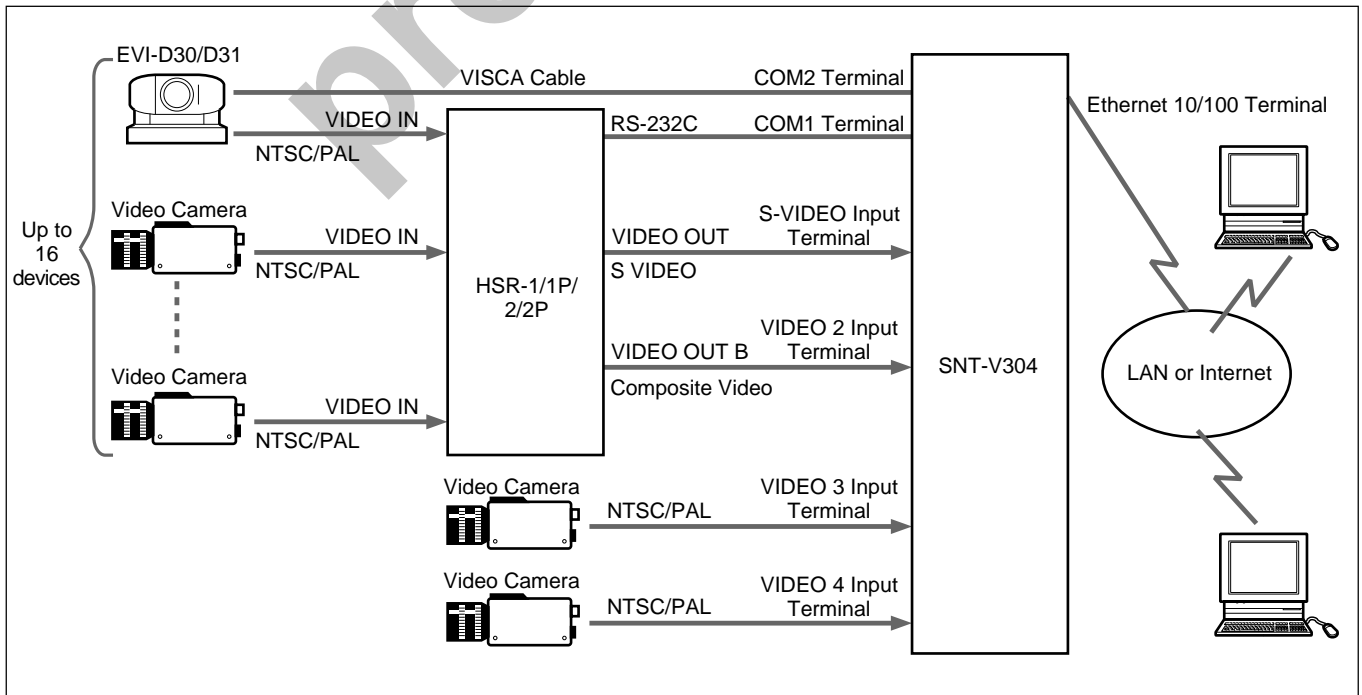 EVI-D30/D31
VISCA Cable
COM2 Terminal
Ethernet 10/100 Terminal
VIDEO IN
NTSC/PAL
RS-232C
COM1 Terminal
Up to
16
devices
Video Camera
VIDEO IN
NTSC/PAL
HSR-1/1P/
2/2P
VIDEO OUT
S VIDEO
S-VIDEO Input
Terminal
VIDEO OUT B
Composite Video
VIDEO 2 Input
Terminal
SNT-V304
LAN or Internet
Video Camera
VIDEO IN
NTSC/PAL
Video Camera
NTSC/PAL
VIDEO 3 Input
Terminal
Video Camera
NTSC/PAL
VIDEO 4 Input
Terminal
pre